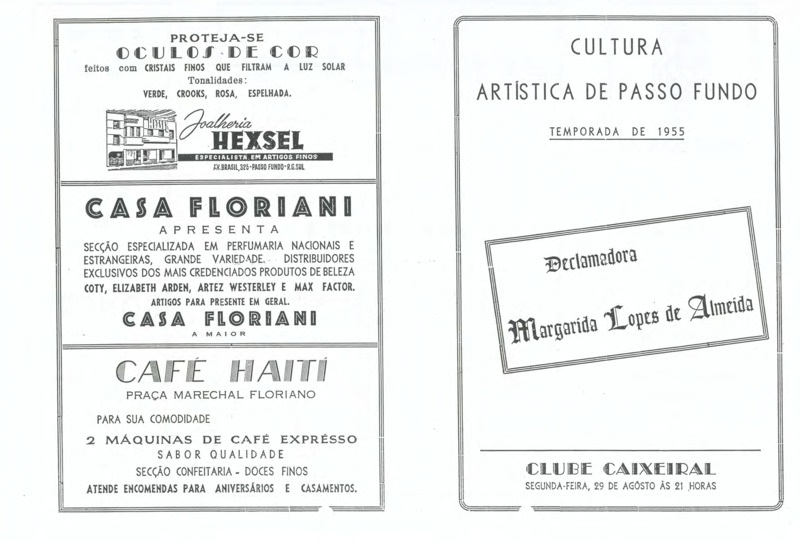 PROTEJA-SE
OCULOS DE COR
feitos com CRISTAIS FINOS QUE FILTRAM A LUZ SOLAR
Tonalidades:
VERDE, CROOKS, ROSA, ESPELHADA.
Joalheria
HEXSEL
ESPECIALISTA EM ARTIGOS FINOS
AV. BRASIL, 325 - PASSO FUNDO - R.G. SUL
CASA FLORIANI
APRESENTA
SECÇÃO ESPECIALIZADA EM PERFUMARIA NACIONAIS E
ESTRANGEIRAS, GRANDE VARIEDADE. DISTRIBUIDORES
EXCLUSIVOS DOS MAIS CREDENCIADOS PRODUTOS DE BELEZA
COTY, ELIZABETH ARDEN, ARTEZ WESTERLEY E MAX FACTOR.
ARTIGOS PARA PRESENTE EM GERAL.
CASA FLORIANI
A MAIOR
CAFÉ HAITÍ
PRAÇA MARECHAL FLORIANO
PARA SUA COMODIDADE
2 MÁQUINAS DE CAFÉ EXPRÉSSO
SABOR QUALIDADE
SECÇÃO CONFEITARIA - DOCES FINOS
ATENDE ENCOMENDAS PARA ANIVERSÁRIOS E CASAMENTOS.
CULTURA
ARTÍSTICA DE PASSO FUNDO
TEMPORADA DE 1955
Declamadora
Margarida Lopes de Almeida
CLUBE CAIXEIRAL
SEGUNDA-FEIRA, 29 DE AGÔSTO ÀS 21 HORAS